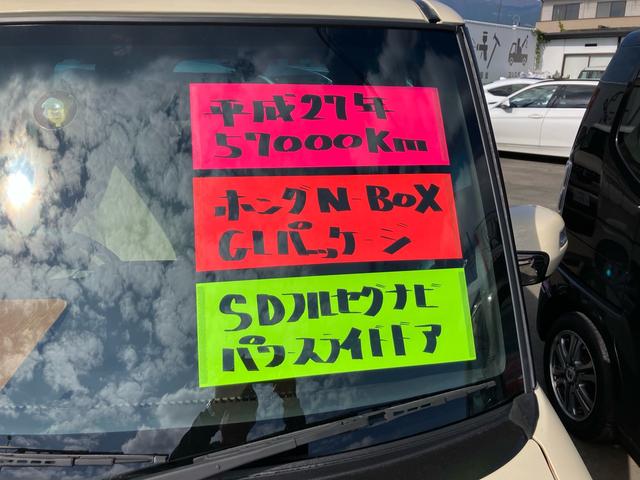 平成27年
57000Km
ホンダN-BOX
GLパッケージ
SDフルセグナビ
パワースライドドア